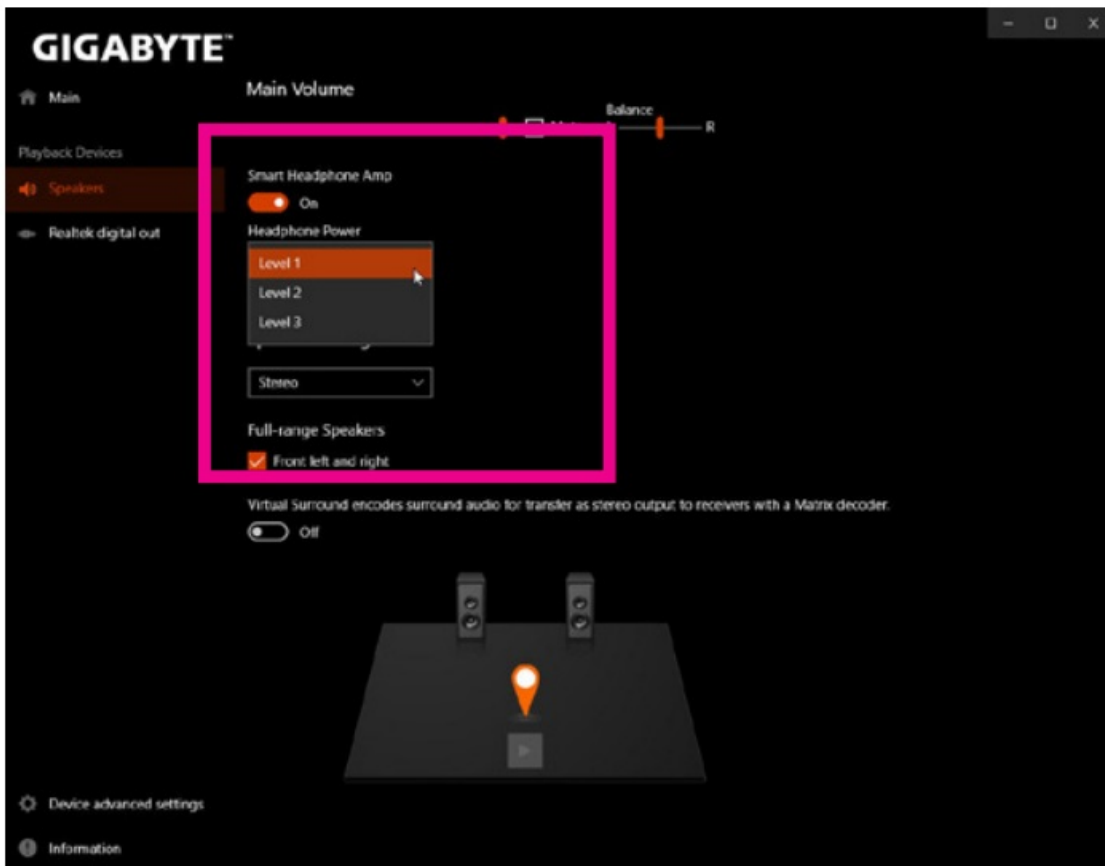 GIGABYTE™
Main
Playback Devices
Speakers
Realtek digital out
Device advanced settings
Information
Main Volume
Balance
R
Smart Headphone Amp
On
Headphone Power
Level 1
Level 2
Level 3
Stereo
Full-range Speakers
Front left and right
Virtual Surround encodes surround audio for transfer as stereo output to receivers with a Matrix decoder.
Off